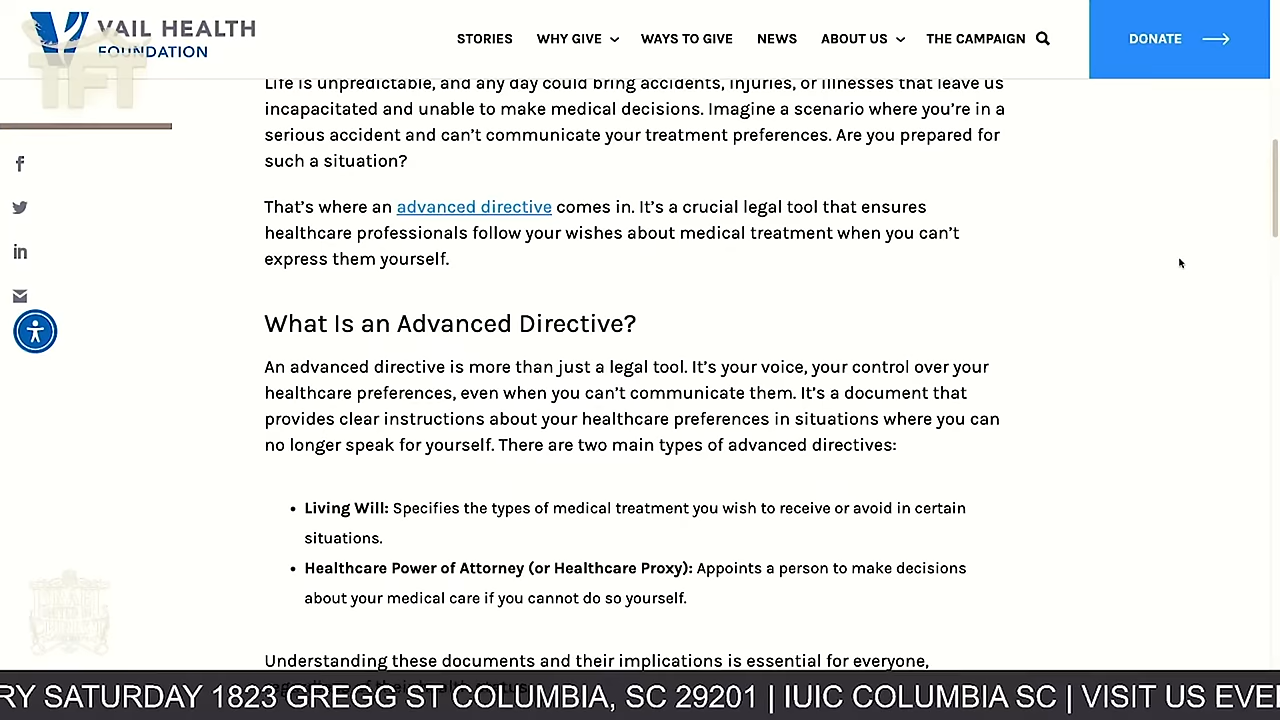 VAIL HEALTH
FOUNDATION
STORIES WHY GIVE WAYS TO GIVE NEWS ABOUT US THE CAMPAIGN DONATE
TFT
Life is unpredictable, and any day could bring accidents, injuries, or illnesses that leave us
incapacitated and unable to make medical decisions. Imagine a scenario where you’re in a
serious accident and can’t communicate your treatment preferences. Are you prepared for
such a situation?
That’s where an advanced directive comes in. It’s a crucial legal tool that ensures
healthcare professionals follow your wishes about medical treatment when you can’t
express them yourself.
What Is an Advanced Directive?
An advanced directive is more than just a legal tool. It’s your voice, your control over your
healthcare preferences, even when you can’t communicate them. It’s a document that
provides clear instructions about your healthcare preferences in situations where you can
no longer speak for yourself. There are two main types of advanced directives:
• Living Will: Specifies the types of medical treatment you wish to receive or avoid in certain
situations.
• Healthcare Power of Attorney (or Healthcare Proxy): Appoints a person to make decisions
about your medical care if you cannot do so yourself.
Understanding these documents and their implications is essential for everyone,
RY SATURDAY 1823 GREGG ST COLUMBIA, SC 29201 | IUIC COLUMBIA SC | VISIT US EVE